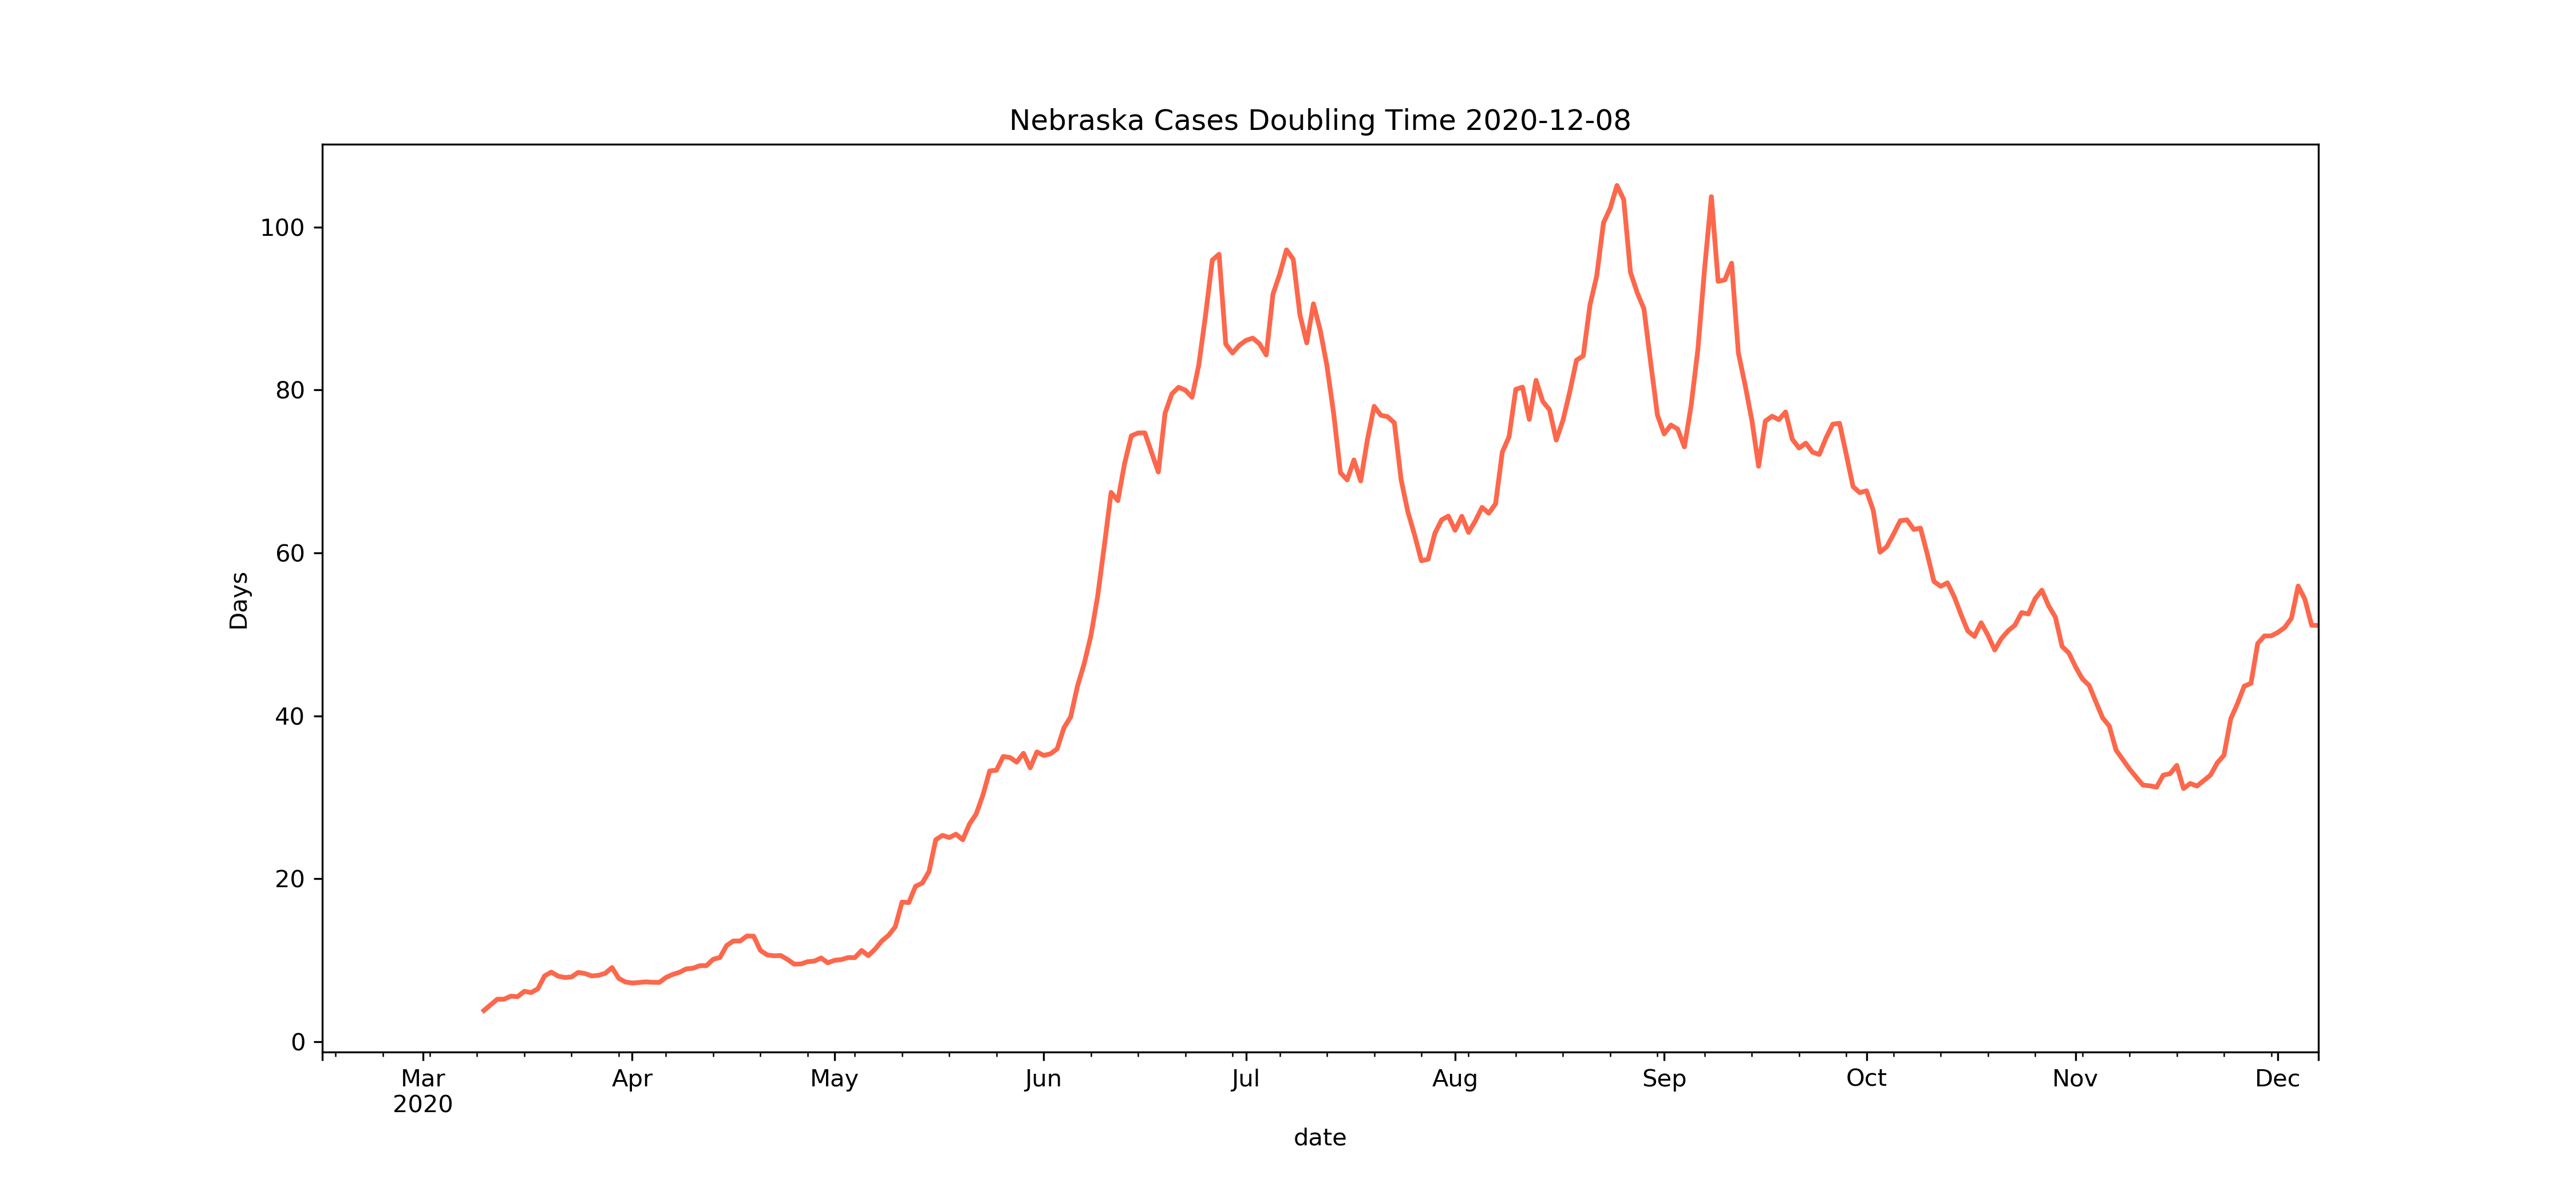 Nebraska Cases Doubling Time 2020-12-08
100
80
60
40
20
0
Days
Mar Apr May Jun Jul Aug Sep Oct Nov Dec
2020
date